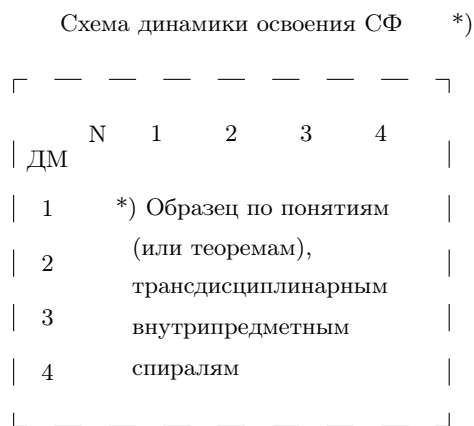 Схема динамики освоения СФ *)
N 1 2 3 4
ДМ
1 *) Образец по понятиям
(или теоремам),
2
трансдисциплинарным
3
внутрипредметным
4 спиралям